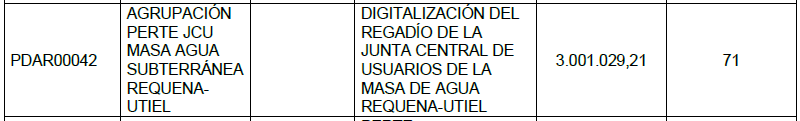 PDAR00042
AGRUPACIÓN
PERTE JCU
MASA AGUA
SUBTERRÁNEA
REQUENA-
UTIEL
DIGITALIZACIÓN DEL
REGADÍO DE LA
JUNTA CENTRAL DE
USUARIOS DE LA
MASA DE AGUA
REQUENA-UTIEL
3.001.029,21
71